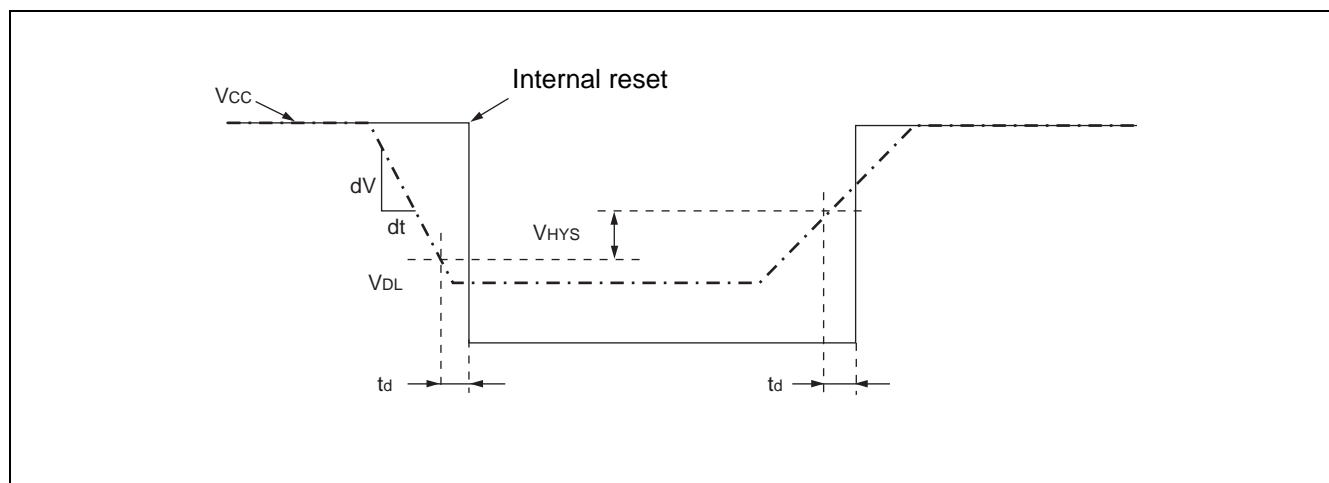 Internal reset
VCC
dV
dt
VHYS
VDL
td
td